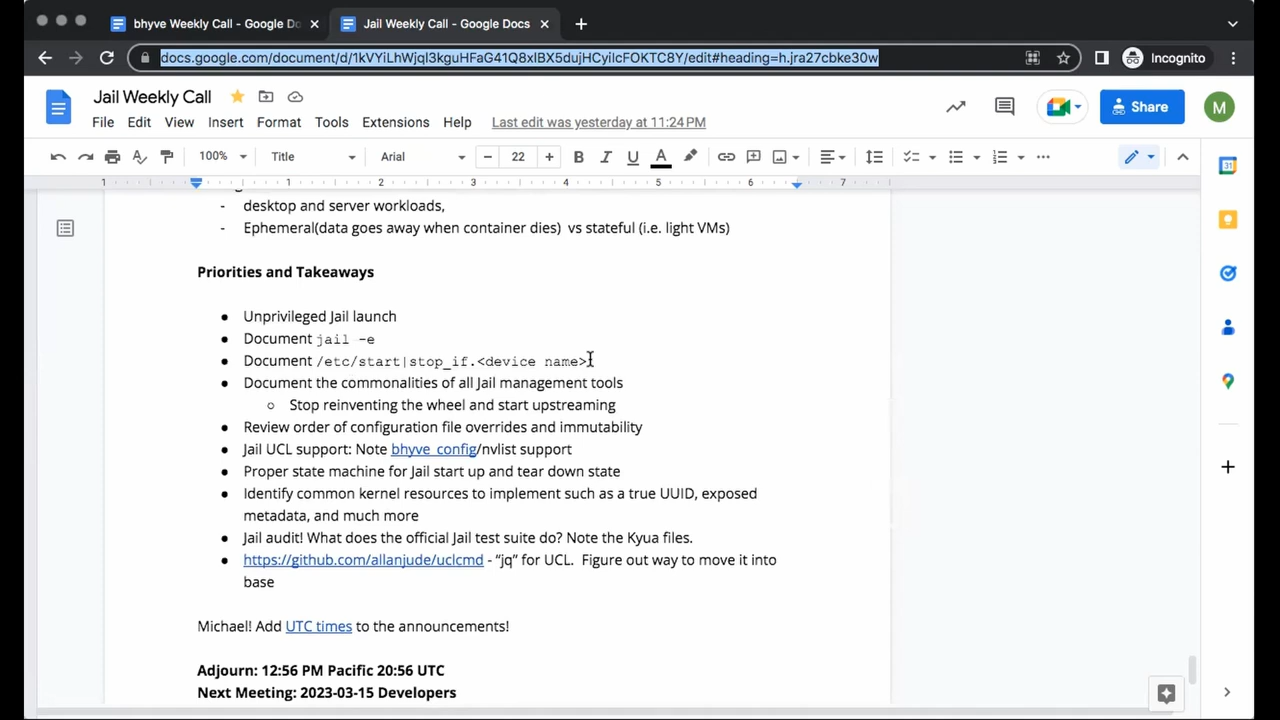 bhyve Weekly Call - Google Do
Jail Weekly Call - Google Docs
docs.google.com/document/d/1kVYiLhWjql3kguHFaG41Q8xlBX5dujHCyilcFOKTC8Y/edit#heading=h.jra27cbke30w
Incognito
Jail Weekly Call
File Edit View Insert Format Tools Extensions Help Last edit was yesterday at 11:24 PM
Share
M
100% Title Arial 22
1 1 2 3 4 5 6 7
- desktop and server workloads,
- Ephemeral(data goes away when container dies) vs stateful (i.e. light VMs)
Priorities and Takeaways
● Unprivileged Jail launch
● Document jail -e
● Document /etc/start|stop_if.<device name>
● Document the commonalities of all Jail management tools
○ Stop reinventing the wheel and start upstreaming
● Review order of configuration file overrides and immutability
● Jail UCL support: Note bhyve_config/nvlist support
● Proper state machine for Jail start up and tear down state
● Identify common kernel resources to implement such as a true UUID, exposed
metadata, and much more
● Jail audit! What does the official Jail test suite do? Note the Kyua files.
● https://github.com/allanjude/uclcmd - “jq” for UCL. Figure out way to move it into
base
Michael! Add UTC times to the announcements!
Adjourn: 12:56 PM Pacific 20:56 UTC
Next Meeting: 2023-03-15 Developers